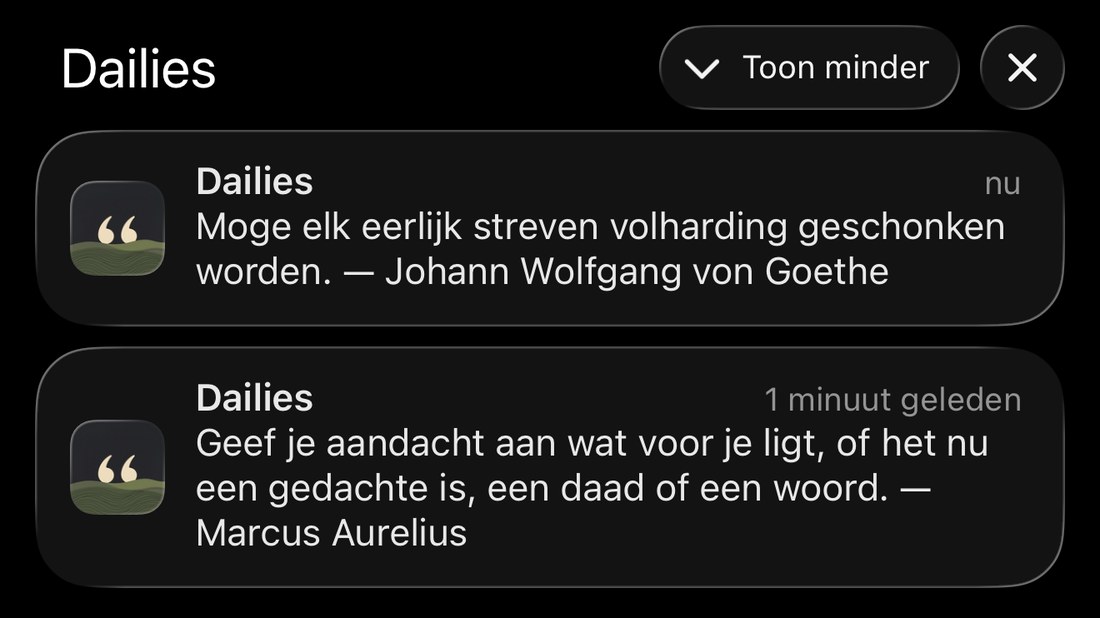 Dailies
Toon minder
Dailies
nu
Moge elk eerlijk streven volharding geschonken
worden. — Johann Wolfgang von Goethe
Dailies
1 minuut geleden
Geef je aandacht aan wat voor je ligt, of het nu
een gedachte is, een daad of een woord. —
Marcus Aurelius